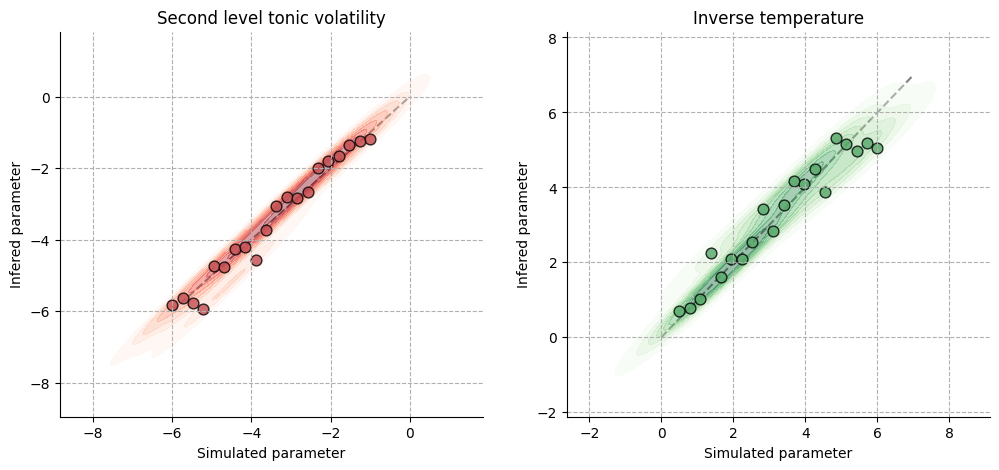 Second level tonic volatility
Infered parameter
0
−2
−4
−6
−8
−8 −6 −4 −2 0
Simulated parameter
Inverse temperature
Infered parameter
8
6
4
2
0
−2
−2 0 2 4 6 8
Simulated parameter